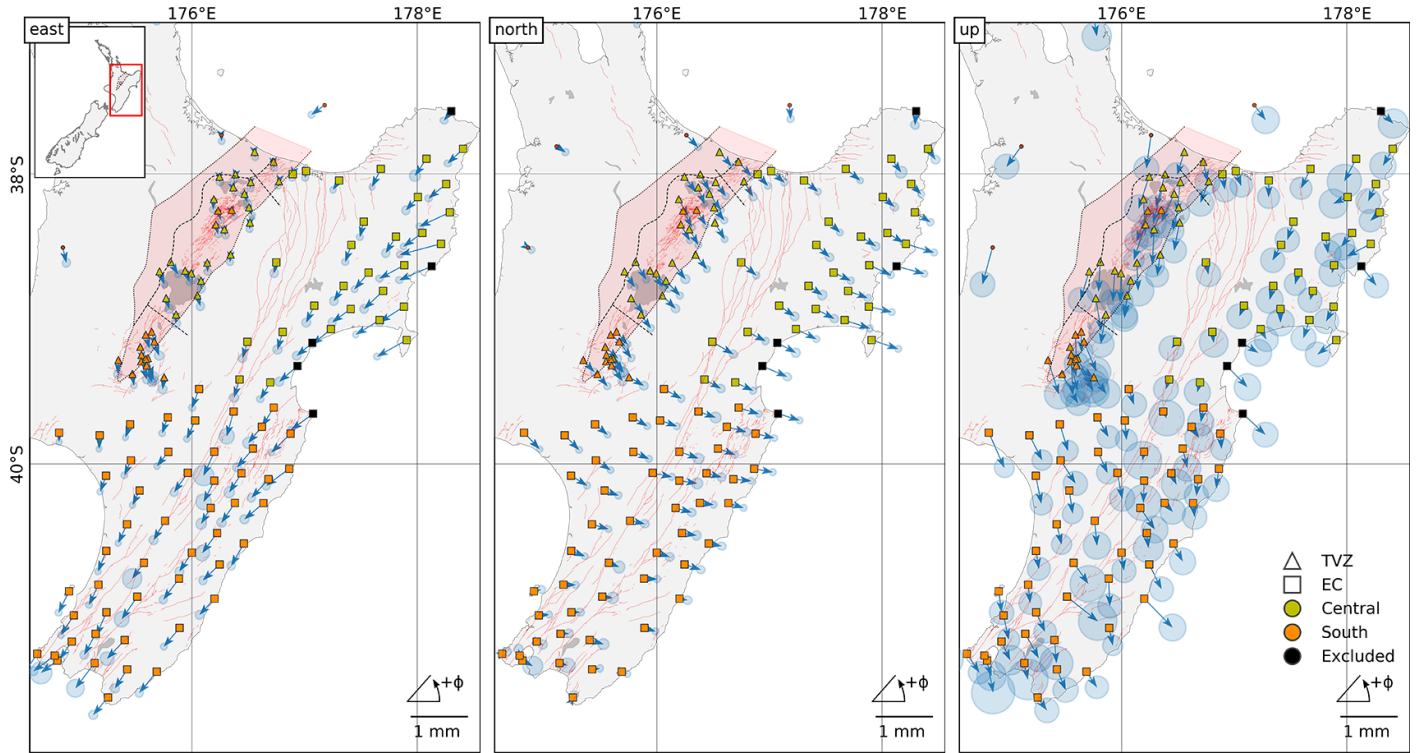 176°E 178°E 176°E 178°E 176°E 178°E
east north up
38°S
40°S
TVZ
EC
Central
South
Excluded
+ϕ +ϕ +ϕ
1 mm 1 mm 1 mm